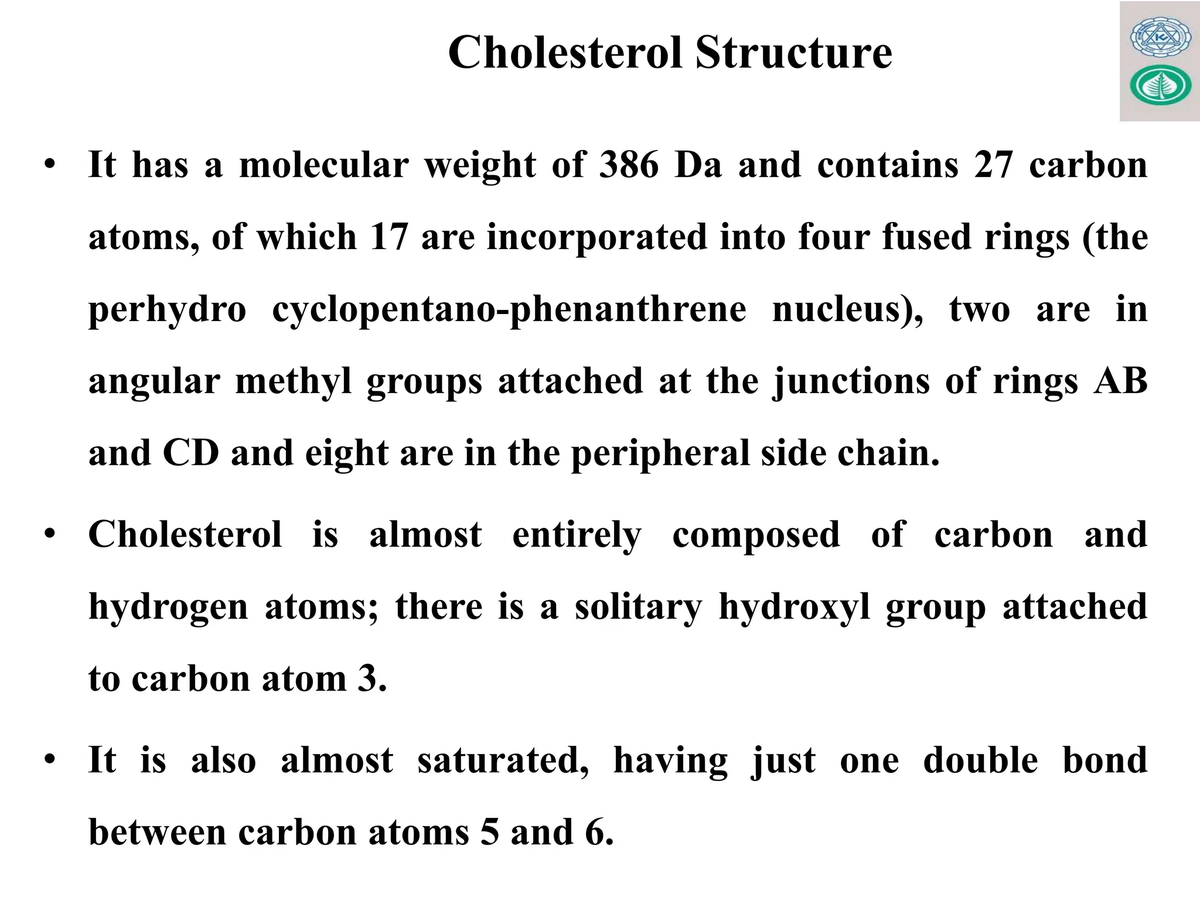 Cholesterol Structure
• It has a molecular weight of 386 Da and contains 27 carbon
atoms, of which 17 are incorporated into four fused rings (the
perhydro cyclopentano-phenanthrene nucleus), two are in
angular methyl groups attached at the junctions of rings AB
and CD and eight are in the peripheral side chain.
• Cholesterol is almost entirely composed of carbon and
hydrogen atoms; there is a solitary hydroxyl group attached
to carbon atom 3.
• It is also almost saturated, having just one double bond
between carbon atoms 5 and 6.